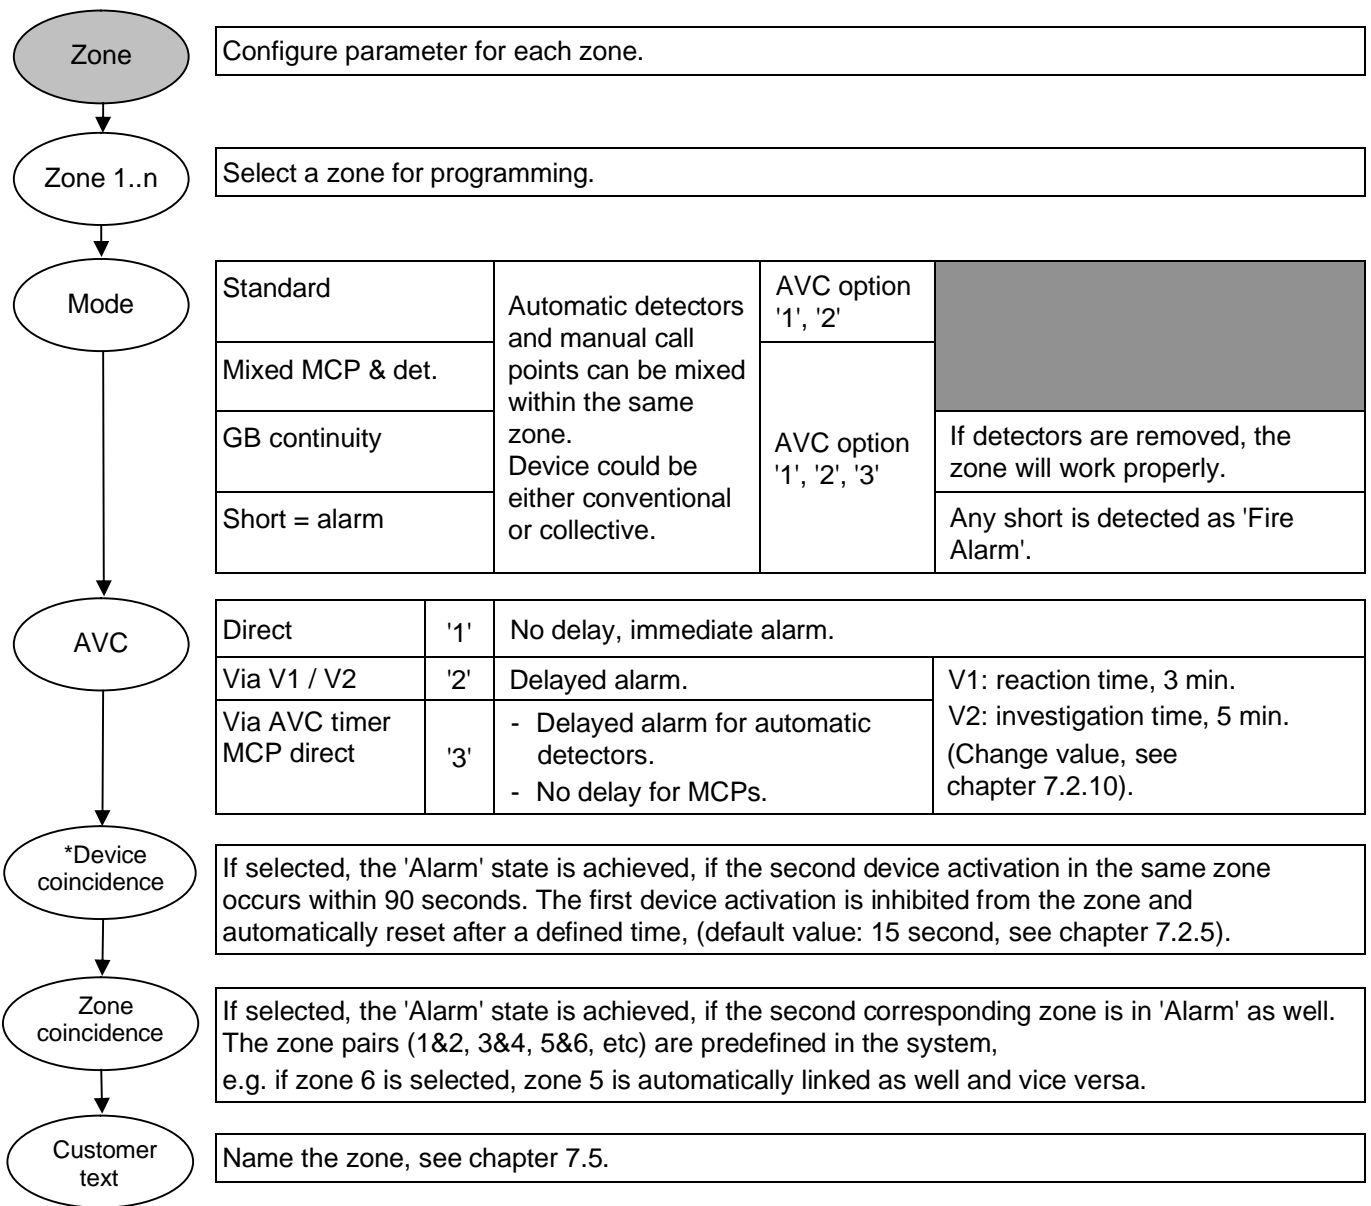 Zone
Configure parameter for each zone.
Zone 1..n
Select a zone for programming.
Mode
Standard
Mixed MCP & det.
GB continuity
Short = alarm
Automatic detectors
and manual call
points can be mixed
within the same
zone.
Device could be
either conventional
or collective.
AVC option
'1', '2'
AVC option
'1', '2', '3'
If detectors are removed, the
zone will work properly.
Any short is detected as 'Fire
Alarm'.
AVC
Direct
'1'
No delay, immediate alarm.
Via V1 / V2
'2'
Delayed alarm.
Via AVC timer
MCP direct
'3'
- Delayed alarm for automatic
detectors.
- No delay for MCPs.
V1: reaction time, 3 min.
V2: investigation time, 5 min.
(Change value, see
chapter 7.2.10).
*Device
coincidence
If selected, the 'Alarm' state is achieved, if the second device activation in the same zone
occurs within 90 seconds. The first device activation is inhibited from the zone and
automatically reset after a defined time, (default value: 15 second, see chapter 7.2.5).
Zone
coincidence
If selected, the 'Alarm' state is achieved, if the second corresponding zone is in 'Alarm' as well.
The zone pairs (1&2, 3&4, 5&6, etc) are predefined in the system,
e.g. if zone 6 is selected, zone 5 is automatically linked as well and vice versa.
Customer
text
Name the zone, see chapter 7.5.